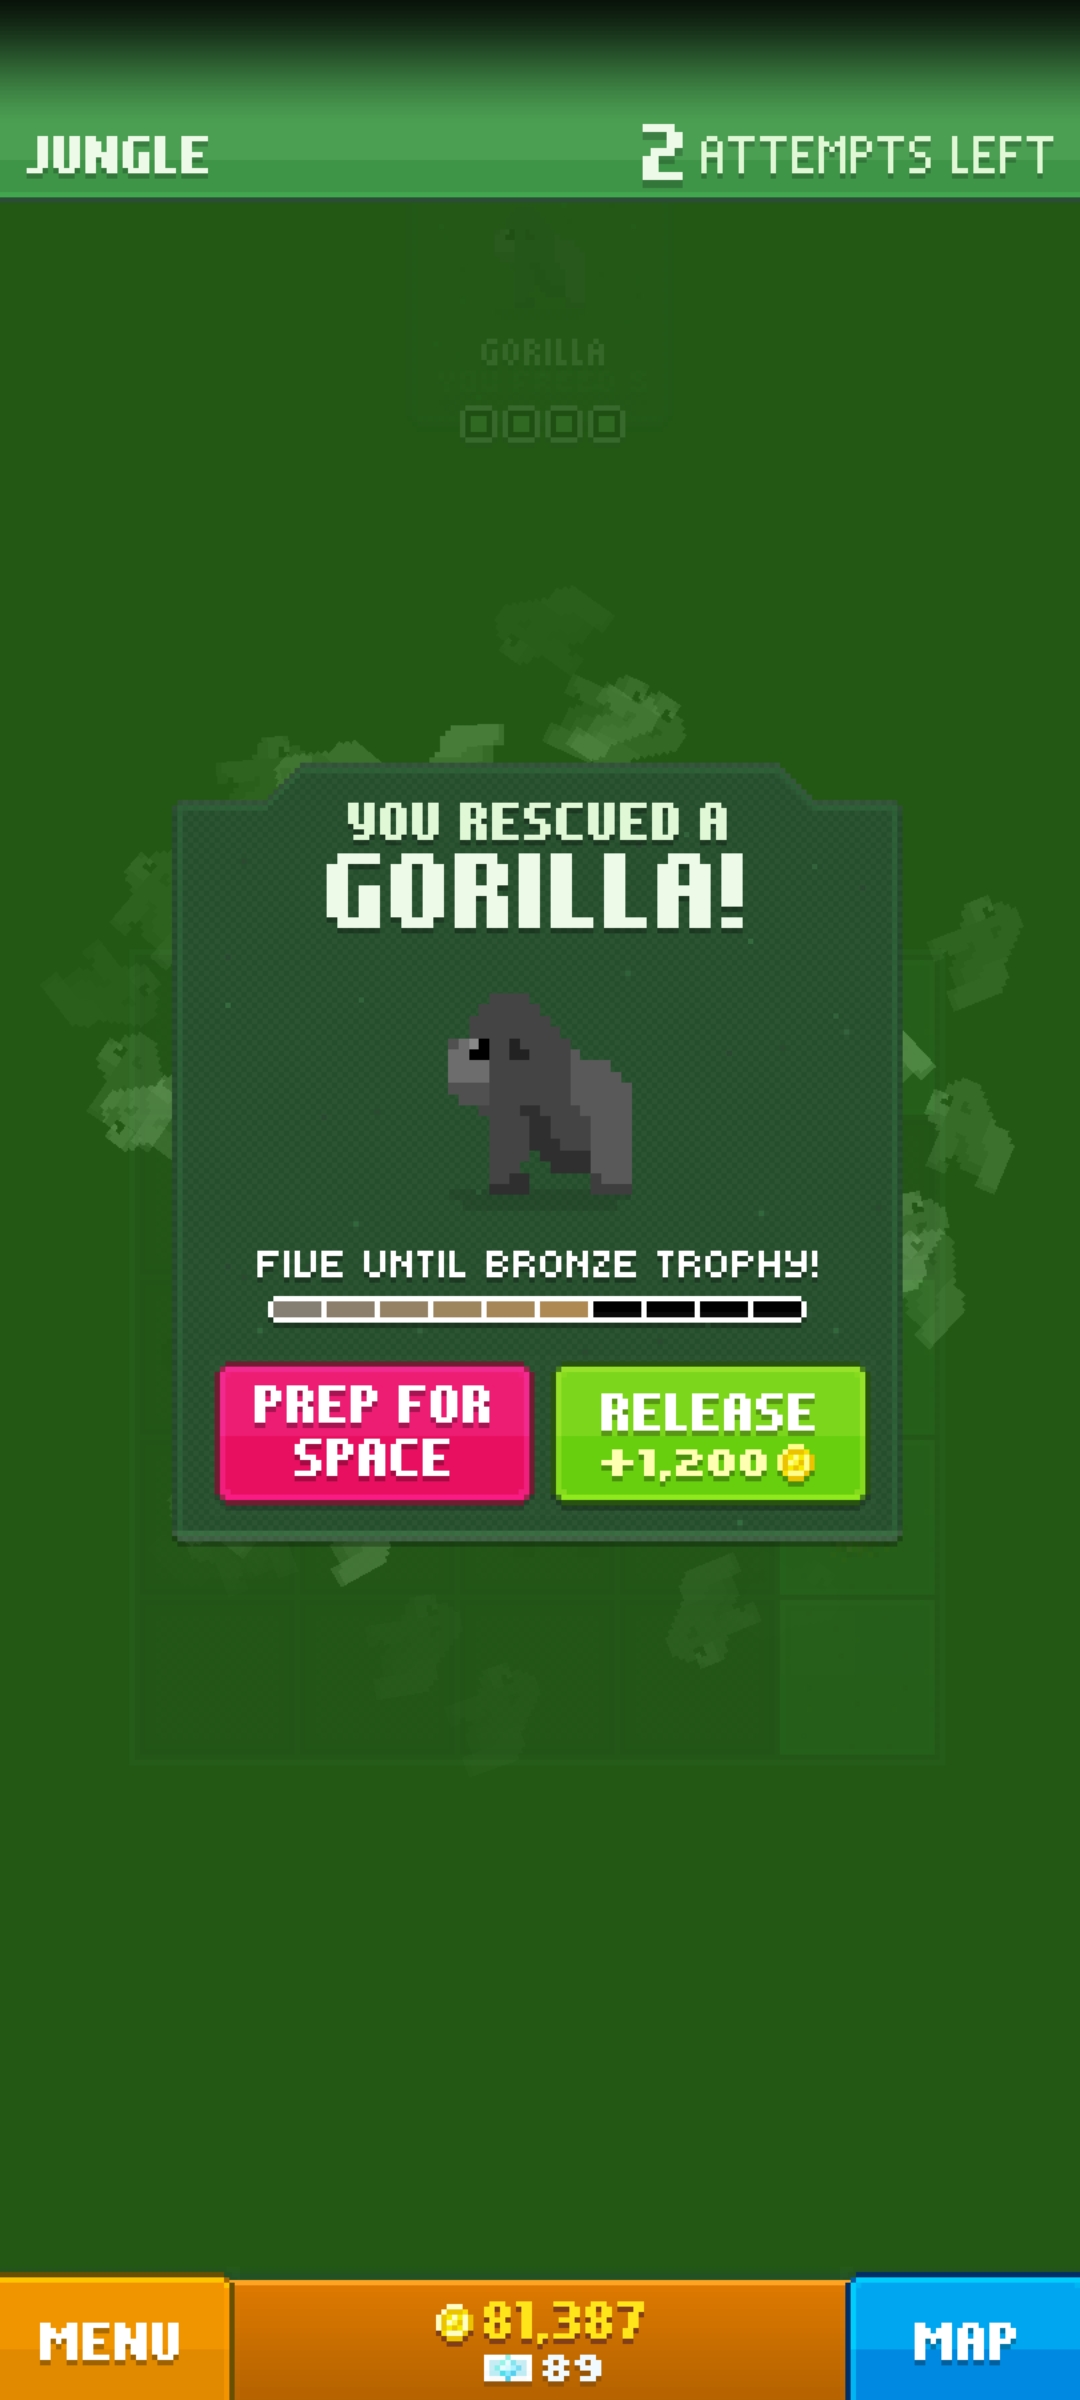 JUNGLE
2 ATTEMPTS LEFT
GORILLA
YOU RESCUED A
GORILLA!
FIVE UNTIL BRONZE TROPHY!
PREP FOR
SPACE
RELEASE
+1,200
MENU
81,387
89
MAP